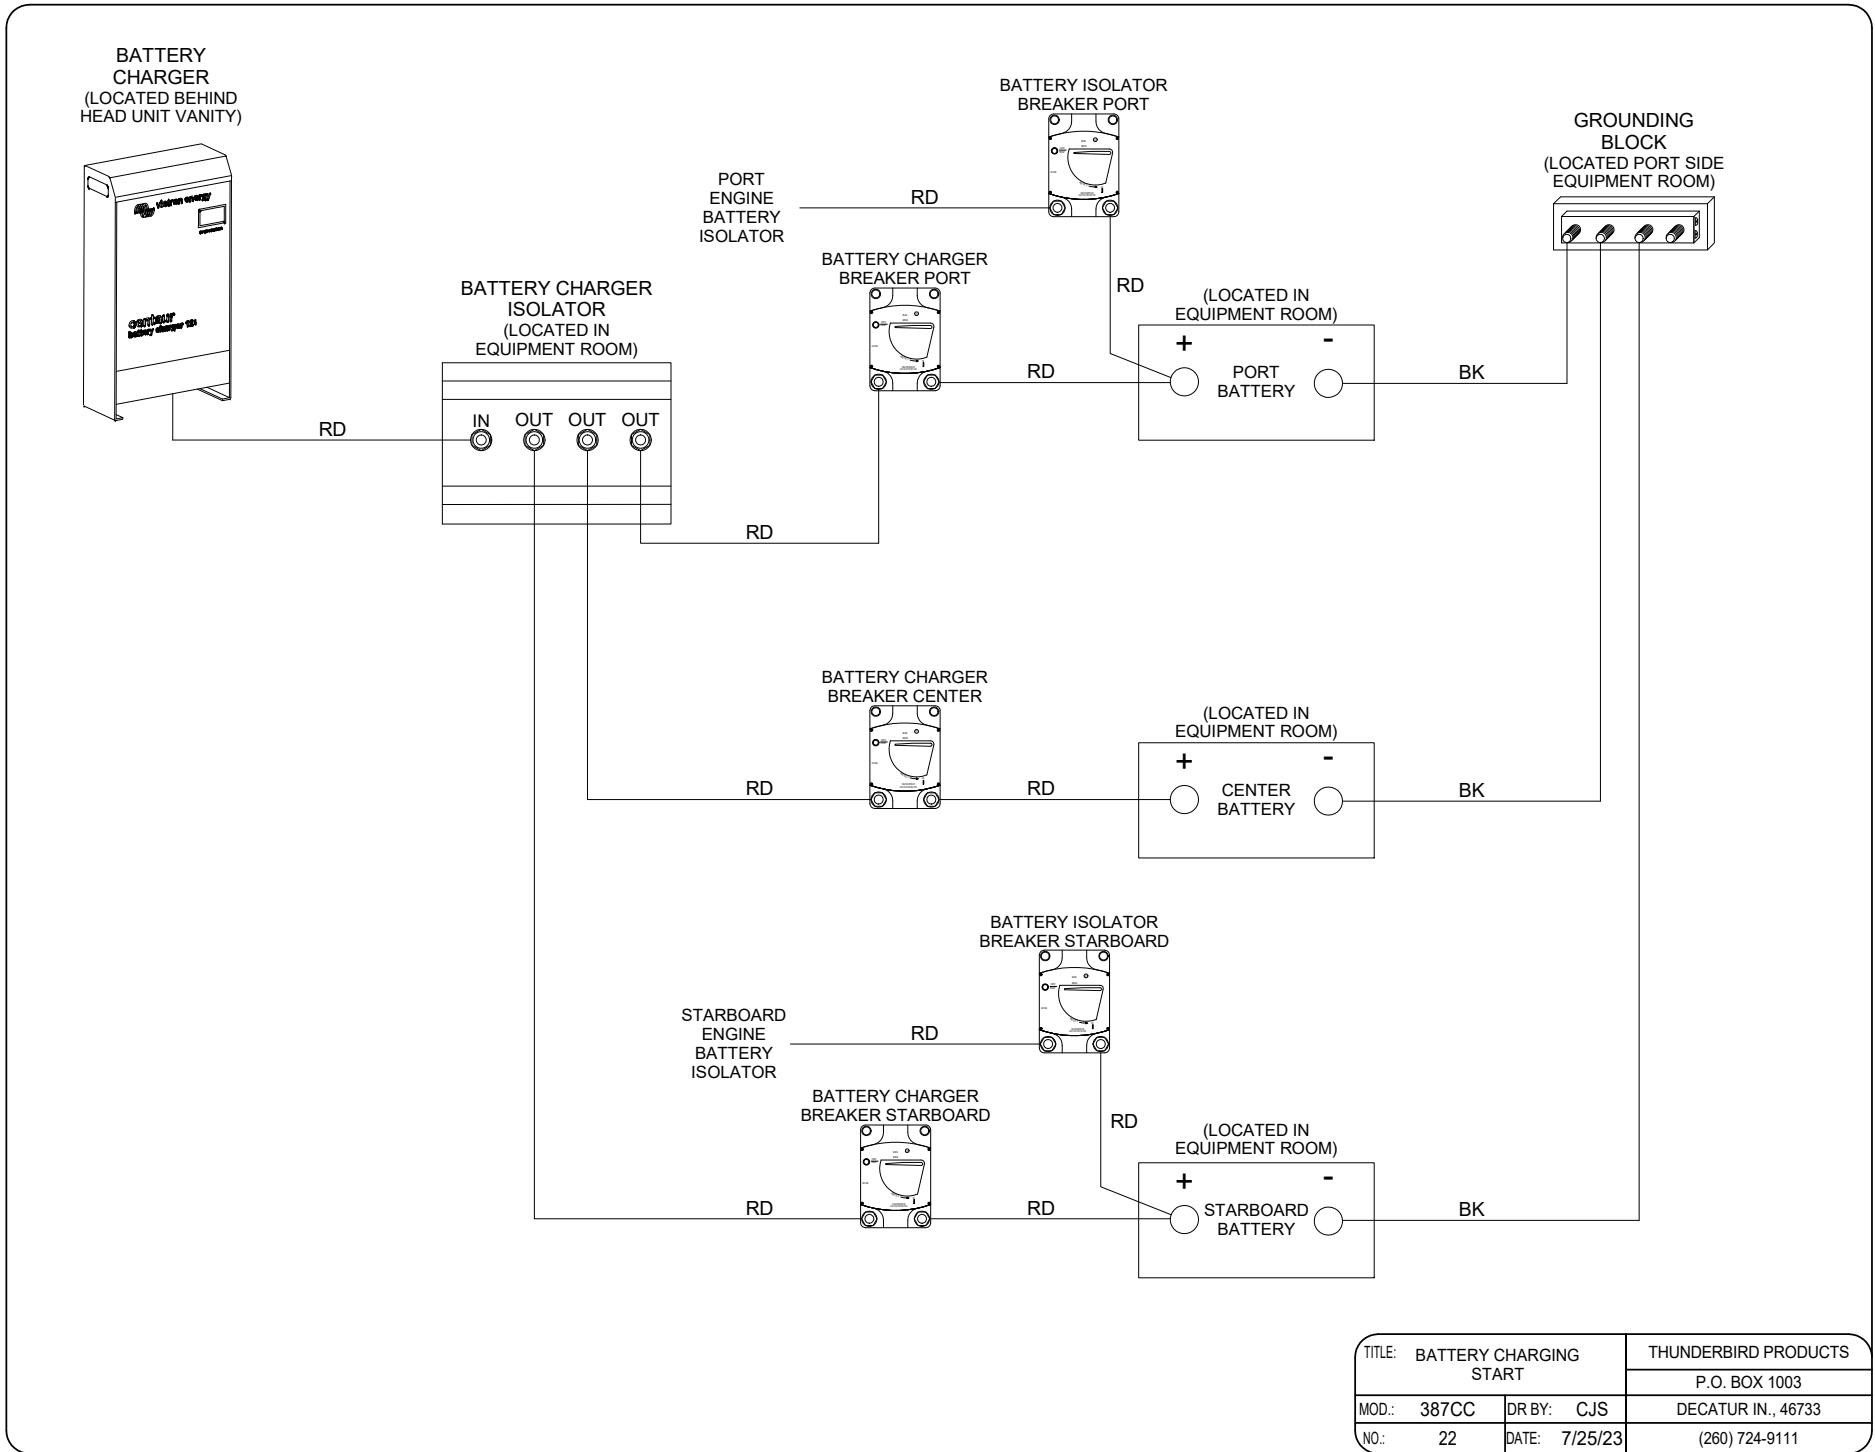 BATTERY
CHARGER
(LOCATED BEHIND
HEAD UNIT VANITY)
victron energy
centaur
battery charger
BATTERY CHARGER
ISOLATOR
(LOCATED IN
EQUIPMENT ROOM)
IN OUT OUT OUT
RD
RD
PORT
ENGINE
BATTERY
ISOLATOR
RD
BATTERY ISOLATOR
BREAKER PORT
RD
BATTERY CHARGER
BREAKER PORT
RD
(LOCATED IN
EQUIPMENT ROOM)
+ -
PORT
BATTERY
BK
GROUNDING
BLOCK
(LOCATED PORT SIDE
EQUIPMENT ROOM)
BATTERY CHARGER
BREAKER CENTER
RD
RD
(LOCATED IN
EQUIPMENT ROOM)
+ -
CENTER
BATTERY
BK
BATTERY ISOLATOR
BREAKER STARBOARD
STARBOARD
ENGINE
BATTERY
ISOLATOR
RD
RD
BATTERY CHARGER
BREAKER STARBOARD
RD
RD
(LOCATED IN
EQUIPMENT ROOM)
+ -
STARBOARD
BATTERY
BK
TITLE: BATTERY CHARGING
START
MOD.: 387CC DR BY: CJS
NO.: 22 DATE: 7/25/23
THUNDERBIRD PRODUCTS
P.O. BOX 1003
DECATUR IN., 46733
(260) 724-9111